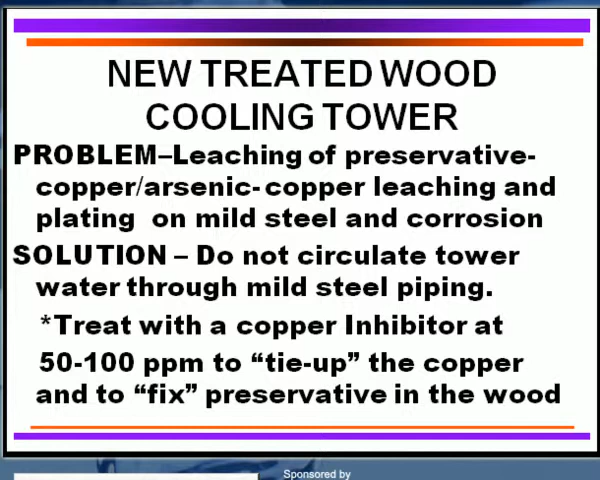 NEW TREATED WOOD
COOLING TOWER
PROBLEM–Leaching of preservative-
copper/arsenic- copper leaching and
plating on mild steel and corrosion
SOLUTION – Do not circulate tower
water through mild steel piping.
*Treat with a copper Inhibitor at
50-100 ppm to “tie-up” the copper
and to “fix” preservative in the wood
Sponsored by